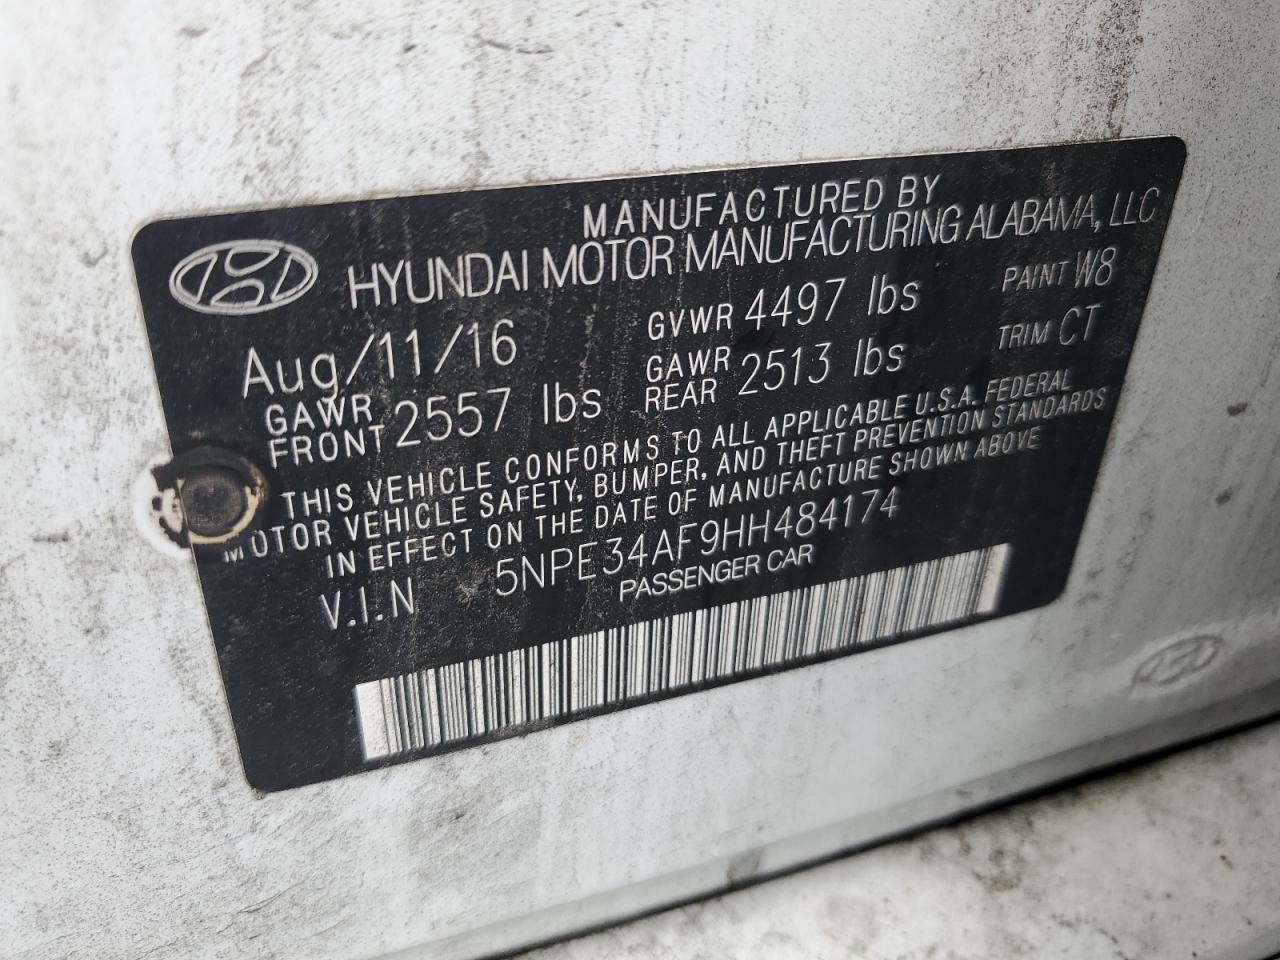 MANUFACTURED BY
HYUNDAI MOTOR MANUFACTURING ALABAMA, LLC
Aug/11/16 GVWR 4497 lbs PAINT W8
GAWR FRONT 2557 lbs GAWR REAR 2513 lbs TRIM CT
THIS VEHICLE CONFORMS TO ALL APPLICABLE U.S.A. FEDERAL
MOTOR VEHICLE SAFETY, BUMPER, AND THEFT PREVENTION STANDARDS
IN EFFECT ON THE DATE OF MANUFACTURE SHOWN ABOVE
V.I.N 5NPE34AF9HH484174
PASSENGER CAR